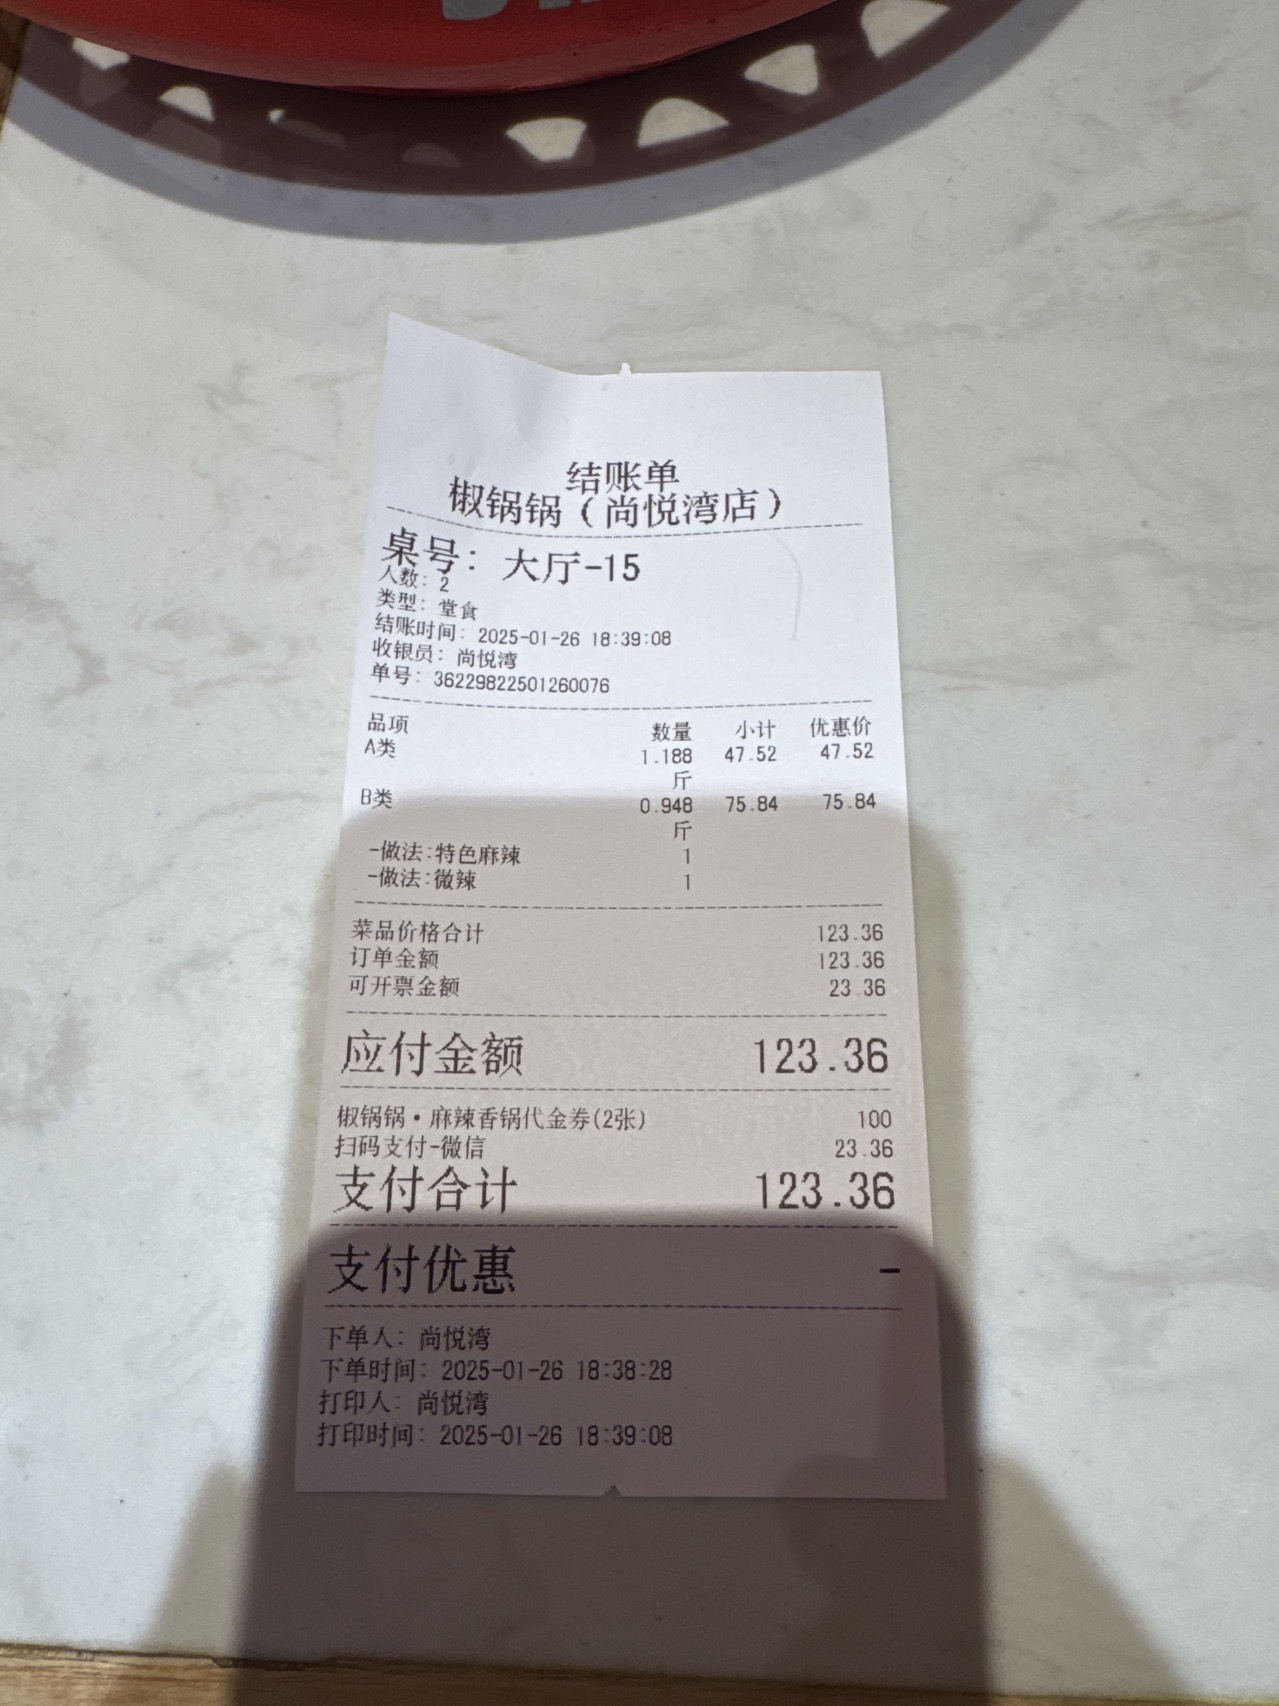 结账单
椒锅锅（尚悦湾店）
桌号：大厅-15
人数：2
类型：堂食
结账时间：2025-01-26 18:39:08
收银员：尚悦湾
单号：36229822501260076
品项 数量 小计 优惠价
A类 1.188 47.52 47.52
斤
B类 0.948 75.84 75.84
斤
-做法:特色麻辣 1
-做法:微辣 1
菜品价格合计 123.36
订单金额 123.36
可开票金额 23.36
应付金额 123.36
椒锅锅•麻辣香锅代金券(2张) 100
扫码支付-微信 23.36
支付合计 123.36
支付优惠 -
下单人：尚悦湾
下单时间：2025-01-26 18:38:28
打印人：尚悦湾
打印时间：2025-01-26 18:39:08